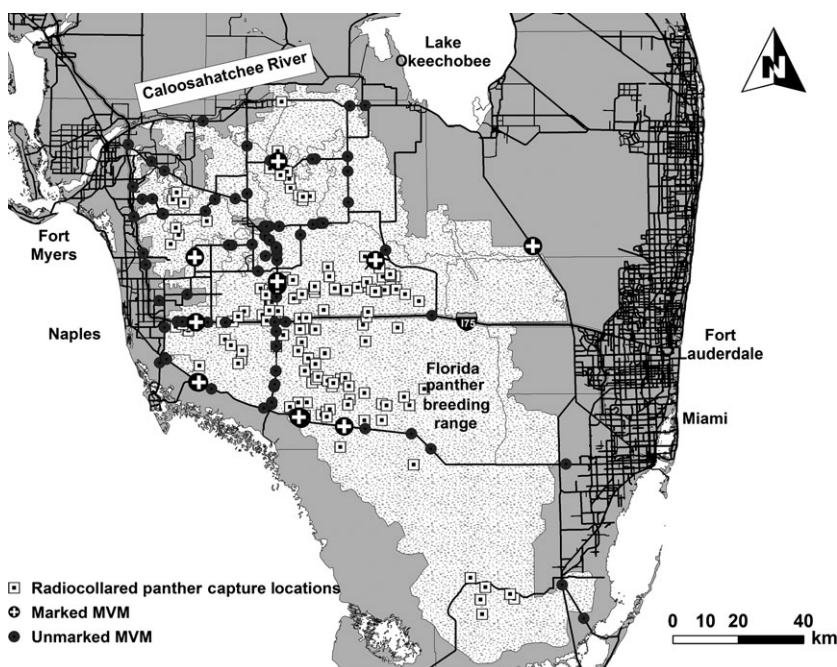 Lake
Okeechobee
N
Caloosahatchee River
Fort
Myers
Naples
I75
Fort
Lauderdale
Florida
panther
breeding
range
Miami
Radiocollared panther capture locations
Marked MVM
Unmarked MVM
0 10 20 40
km